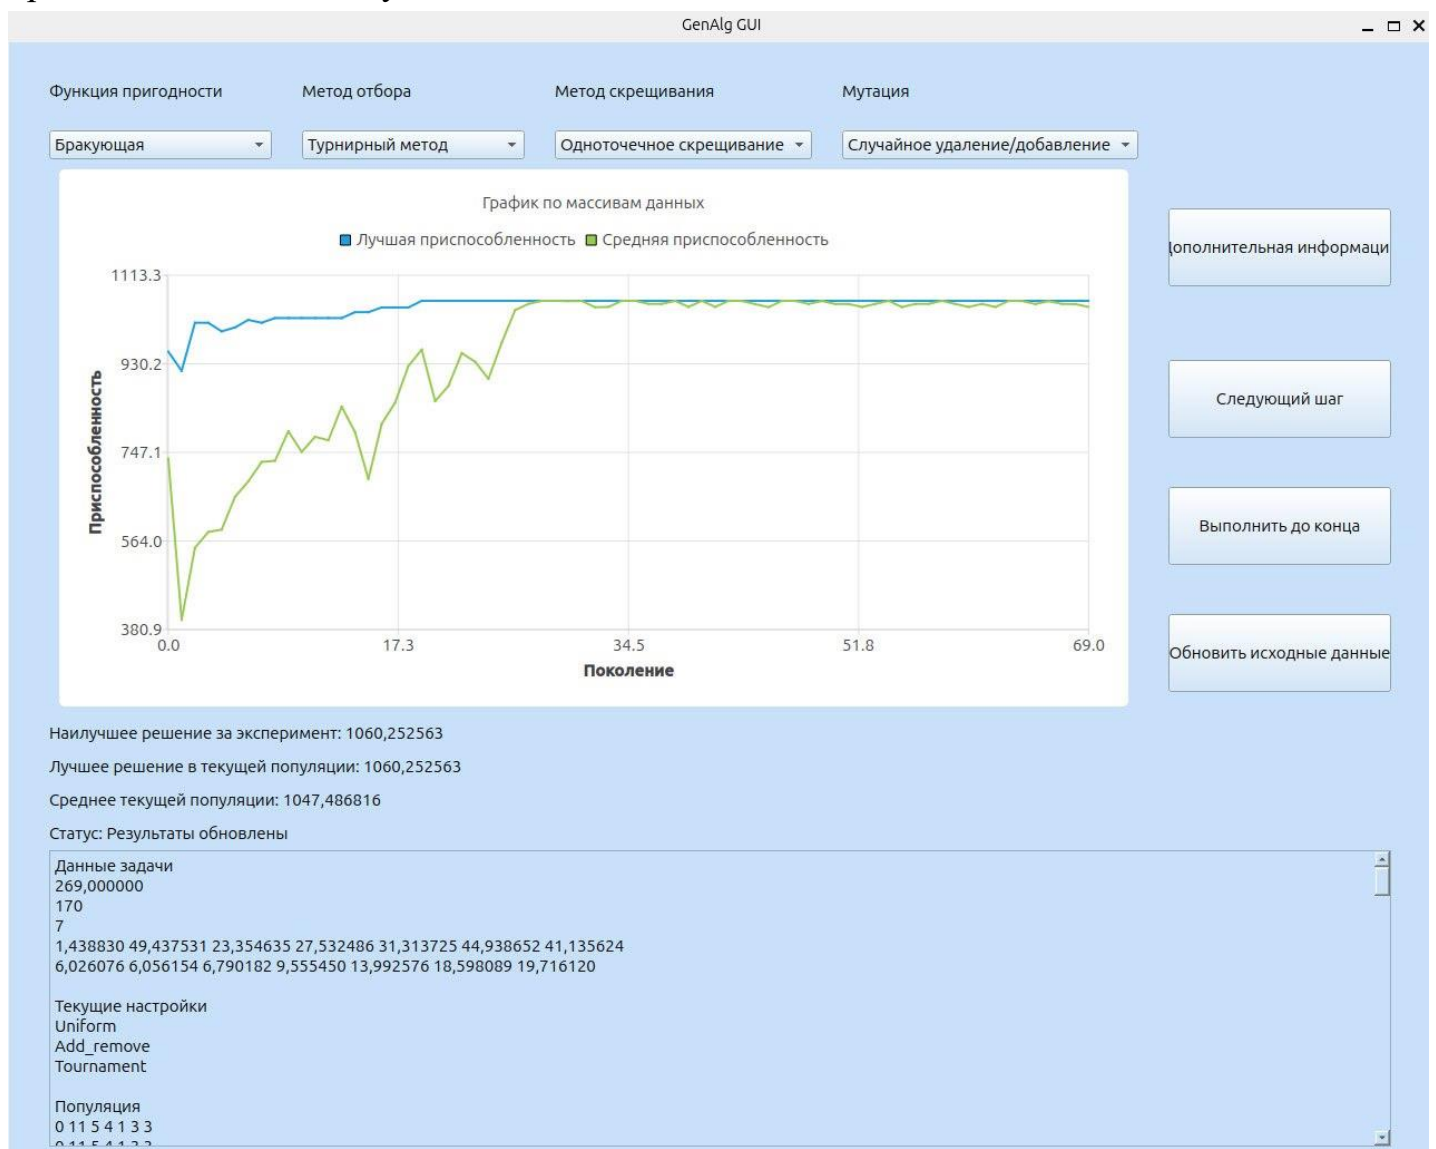 GenAlg GUI
Функция пригодности Метод отбора Метод скрещивания Мутация
Бракующая Турнирный метод Одноточечное скрещивание Случайное удаление/добавление
График по массивам данных
Лучшая приспособленность Средняя приспособленность
1113.3
930.2
747.1
564.0
380.9
Приспособленность
0.0 17.3 34.5 51.8 69.0
Поколение
ополнительная информаци
Следующий шаг
Выполнить до конца
Обновить исходные данные
Наилучшее решение за эксперимент: 1060,252563
Лучшее решение в текущей популяции: 1060,252563
Среднее текущей популяции: 1047,486816
Статус: Результаты обновлены
Данные задачи
269,000000
170
7
1,438830 49,437531 23,354635 27,532486 31,313725 44,938652 41,135624
6,026076 6,056154 6,790182 9,555450 13,992576 18,598089 19,716120
Текущие настройки
Uniform
Add_remove
Tournament
Популяция
0 11 5 4 1 3 3